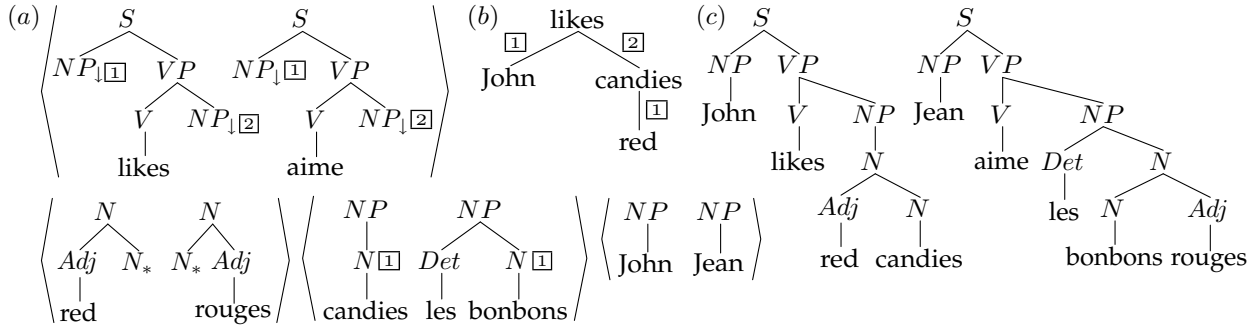 (a) S S (b) likes (c) S S
1 2
NP↓1 VP NP↓1 VP John candies NP VP NP VP
V NP↓2 V NP↓2 1 John V NP Jean V NP
likes aime red likes N aime Det N
N N NP NP NP NP Adj N les N Adj
Adj N* N* Adj N1 Det N1 John Jean red candies bonbons rouges
red rouges candies les bonbons